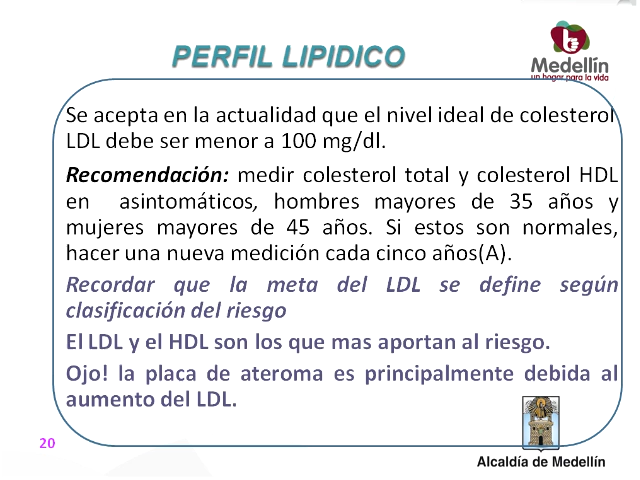 PERFIL LIPIDICO
Medellín
un hogar para la vida
Se acepta en la actualidad que el nivel ideal de colesterol
LDL debe ser menor a 100 mg/dl.
Recomendación: medir colesterol total y colesterol HDL
en asintomáticos, hombres mayores de 35 años y
mujeres mayores de 45 años. Si estos son normales,
hacer una nueva medición cada cinco años(A).
Recordar que la meta del LDL se define según
clasificación del riesgo
El LDL y el HDL son los que mas aportan al riesgo.
Ojo! la placa de ateroma es principalmente debida al
aumento del LDL.
20
Alcaldía de Medellín